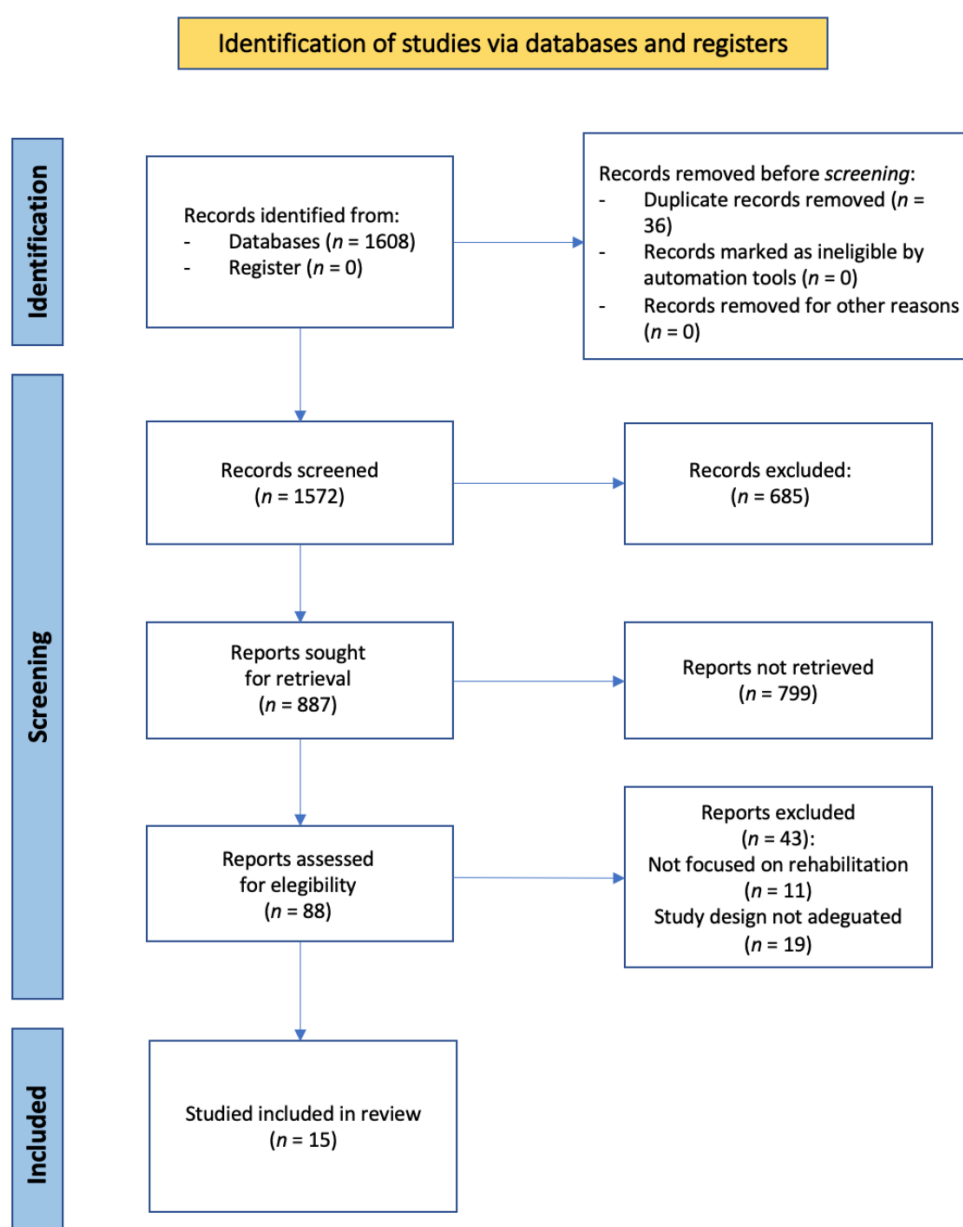 Identification of studies via databases and registers
Identification
Records identified from:
- Databases (n = 1608)
- Register (n = 0)
Records removed before screening:
- Duplicate records removed (n =
36)
- Records marked as ineligible by
automation tools (n = 0)
- Records removed for other reasons
(n = 0)
Screening
Records screened
(n = 1572)
Records excluded:
(n = 685)
Reports sought
for retrieval
(n = 887)
Reports not retrieved
(n = 799)
Reports assessed
for elegibility
(n = 88)
Reports excluded
(n = 43):
Not focused on rehabilitation
(n = 11)
Study design not adeguated
(n = 19)
Included
Studied included in review
(n = 15)